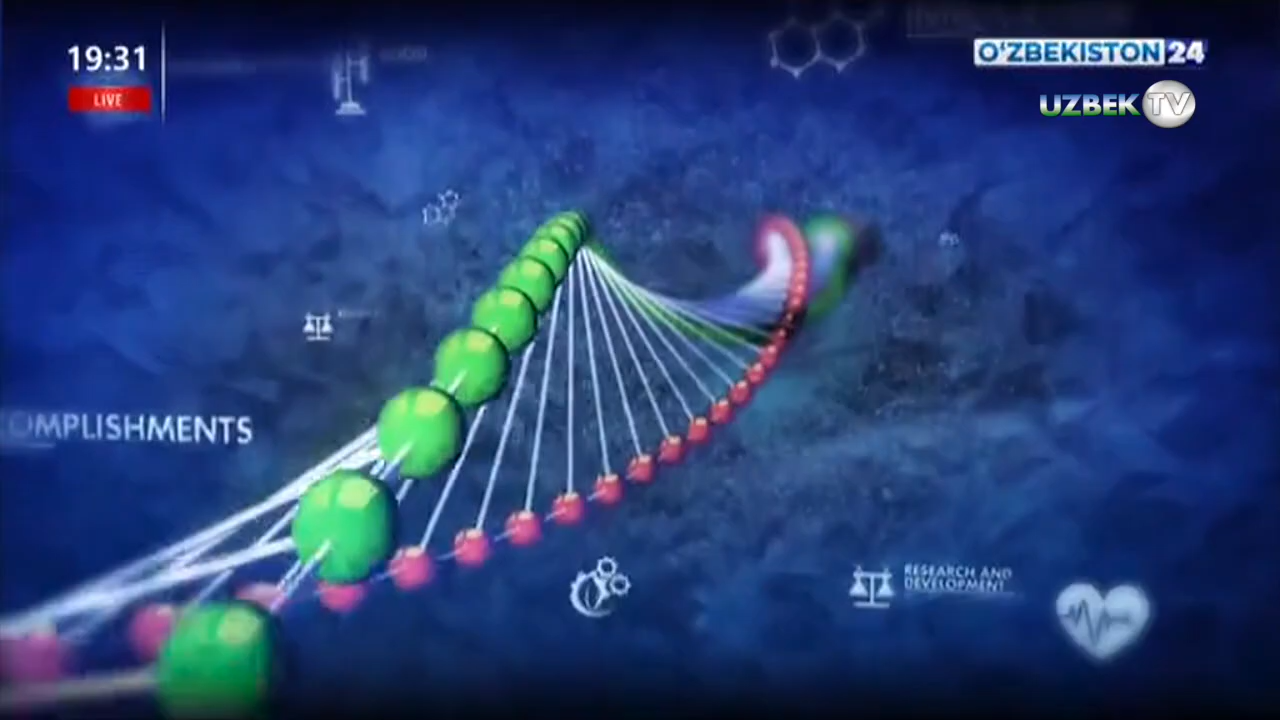 19:31
LIVE
O'ZBEKISTON 24
UZBEK TV
OMPLISHMENTS
RESEARCH AND
DEVELOPMENT